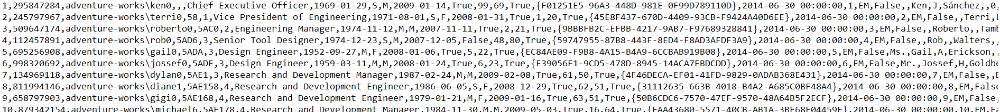 1,295847284,adventure-works\ken0,,,Chief Executive Officer,1969-01-29,S,M,2009-01-14,True,99,69,True,{F01251E5-96A3-448D-981E-0F99D789110D},2014-06-30 00:00:00,1,EM,False,,Ken,J,Sánchez,,0,
2,245797967,adventure-works\terri0,58,1,Vice President of Engineering,1971-08-01,S,F,2008-01-31,True,1,20,True,{45E8F437-670D-4409-93CB-F9424A40D6EE},2014-06-30 00:00:00,2,EM,False,,Terri,L
3,509647174,adventure-works\roberto0,5AC0,2,Engineering Manager,1974-11-12,M,M,2007-11-11,True,2,21,True,{9BBBFB2C-EFBB-4217-9AB7-F97689328841},2014-06-30 00:00:00,3,EM,False,,Roberto,,Tamb
4,112457891,adventure-works\rob0,5AD6,3,Senior Tool Designer,1974-12-23,S,M,2007-12-05,False,48,80,True,{59747955-87B8-443F-8ED4-F8AD3AFDF3A9},2014-06-30 00:00:00,4,EM,False,,Rob,,Walters,,
5,695256908,adventure-works\gail0,5ADA,3,Design Engineer,1952-09-27,M,F,2008-01-06,True,5,22,True,{EC84AE09-F9B8-4A15-B4A9-6CCBAB919B08},2014-06-30 00:00:00,5,EM,False,Ms.,Gail,A,Erickson,,
6,998320692,adventure-works\jossef0,5ADE,3,Design Engineer,1959-03-11,M,M,2008-01-24,True,6,23,True,{E39056F1-9CD5-478D-8945-14ACA7FBDCDD},2014-06-30 00:00:00,6,EM,False,Mr.,Jossef,H,Goldbe
7,134969118,adventure-works\dylan0,5AE1,3,Research and Development Manager,1987-02-24,M,M,2009-02-08,True,61,50,True,{4F46DECA-EF01-41FD-9829-0ADAB368E431},2014-06-30 00:00:00,7,EM,False,,D
8,811994146,adventure-works\diane1,5AE158,4,Research and Development Engineer,1986-06-05,S,F,2008-12-29,True,62,51,True,{31112635-663B-4018-B4A2-A685C0BF48A4},2014-06-30 00:00:00,8,EM,False
9,658797903,adventure-works\gigi0,5AE168,4,Research and Development Engineer,1979-01-21,M,F,2009-01-16,True,63,51,True,{50B6CDC6-7570-47EF-9570-48A64B5F2ECF},2014-06-30 00:00:00,9,EM,False,
10,879342154,adventure-works\michael6,5AE178,4,Research and Development Manager,1984-11-30,M,M,2009-05-03,True,16,64,True,{EAA43680-5571-40CB-AB1A-3BF68F04459E},2014-06-30 00:00:00,10,EM,Fa